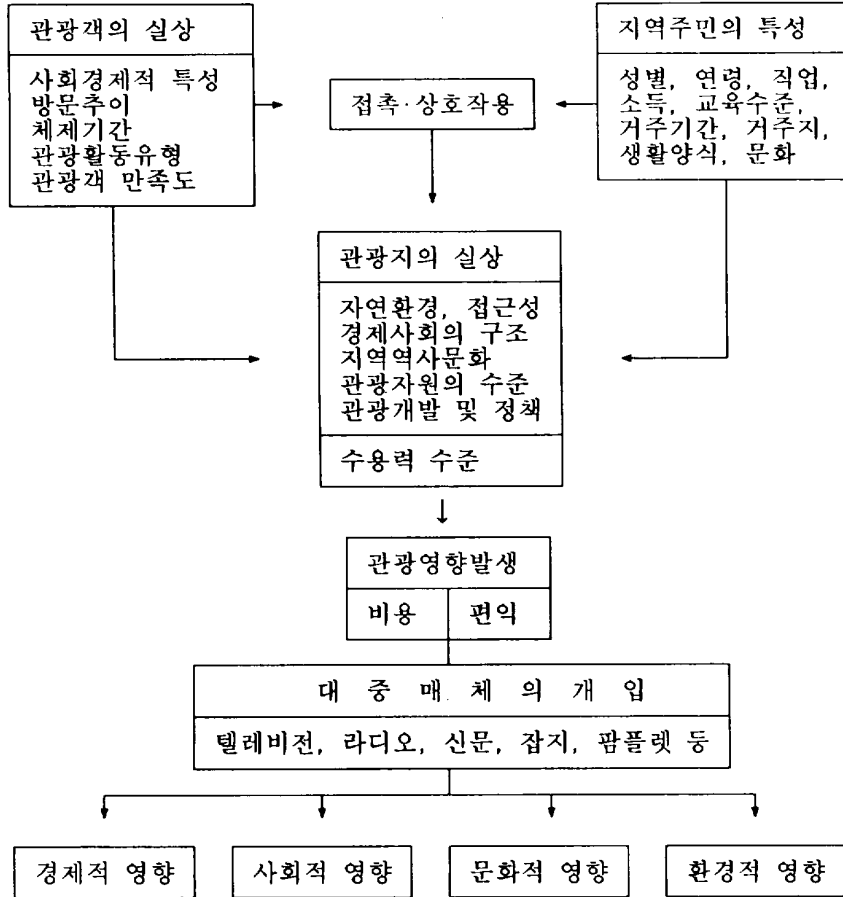 관광객의 실상
사회경제적 특성
방문추이
체제기간
관광활동유형
관광객 만족도
접촉·상호작용
지역주민의 특성
성별, 연령, 직업,
소득, 교육수준,
거주기간, 거주지,
생활양식, 문화
관광지의 실상
자연환경, 접근성
경제사회의 구조
지역역사문화
관광자원의 수준
관광개발 및 정책
수용력 수준
관광영향발생
비용 편익
대 중 매 체 의 개 입
텔레비전, 라디오, 신문, 잡지, 팜플렛 등
경제적 영향 사회적 영향 문화적 영향 환경적 영향